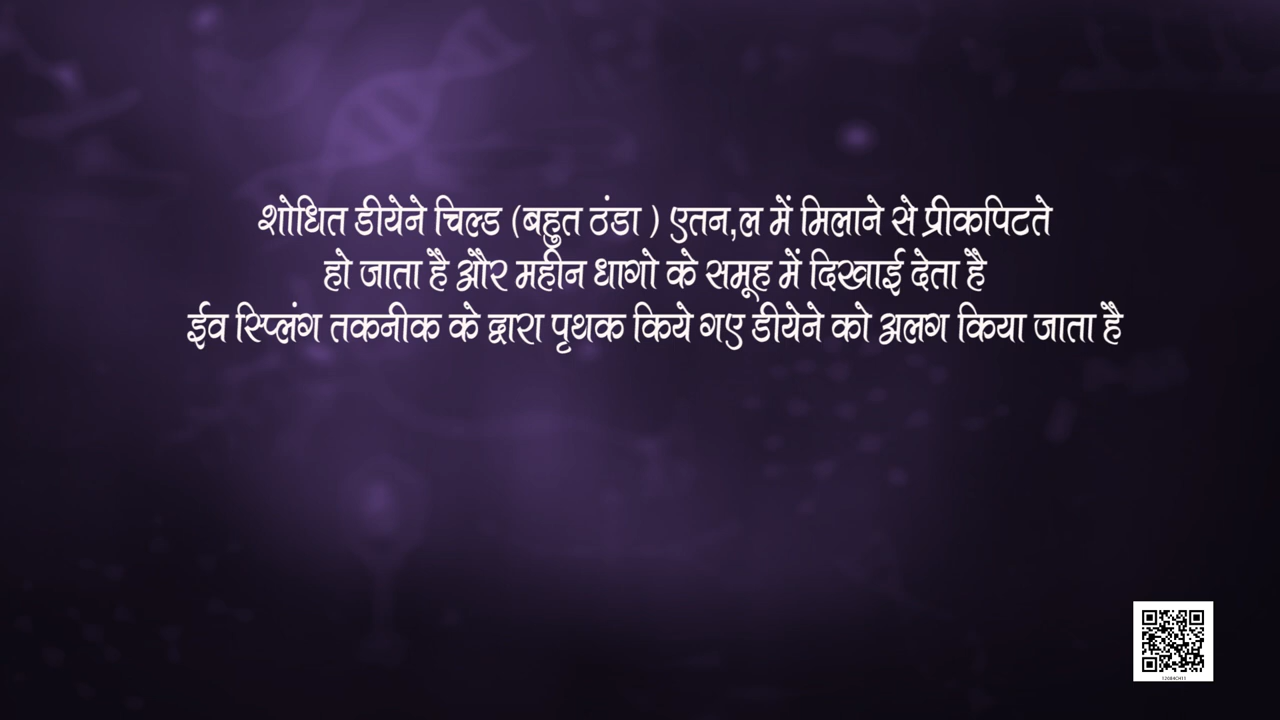 शोधित डीयेने चिल्ड (बहुत ठंडा ) एतन,ल में मिलाने से प्रीकपिटते
हो जाता है और महीन धागो के समूह में दिखाई देता है
ईव स्प्लिंग तकनीक के द्वारा पृथक किये गए डीयेने को अलग किया जाता है